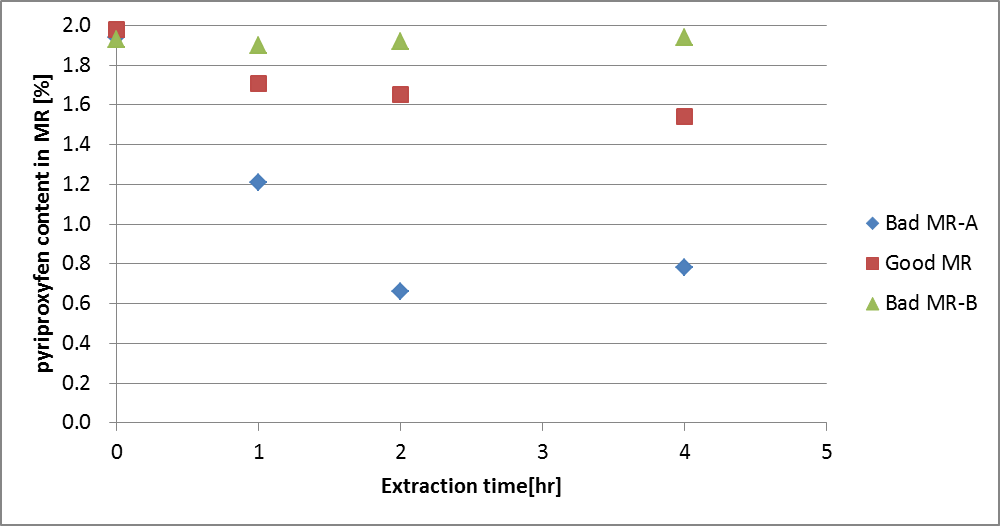 pyriproxyfen content in MR [%]
2.0
1.8
1.6
1.4
1.2
1.0
0.8
0.6
0.4
0.2
0.0
0 1 2 3 4 5
Extraction time[hr]
Bad MR-A
Good MR
Bad MR-B